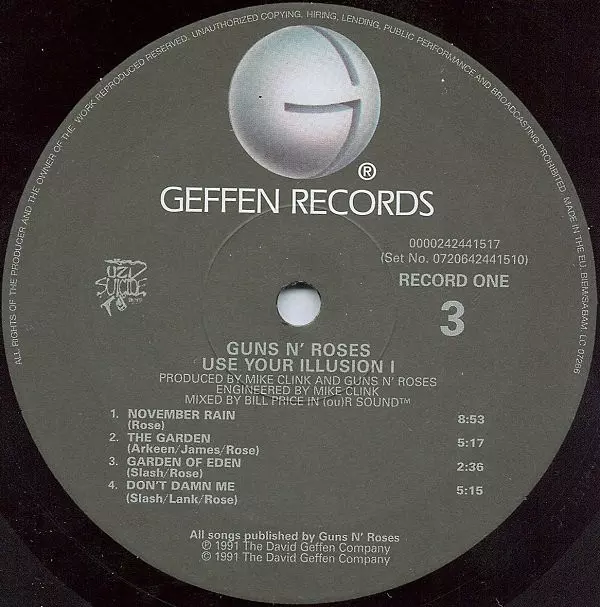 ALL RIGHTS OF THE PRODUCER AND THE OWNER OF THE WORK REPRODUCED RESERVED. UNAUTHORIZED COPYING, HIRING, LENDING, PUBLIC PERFORMANCE AND BROADCASTING PROHIBITED. MADE IN THE EU. BIEM/SABAM. LC 07266
G
®
GEFFEN RECORDS
0000242441517
(Set No. 0720642441510)
UZI
SUICIDE
RECORD ONE
3
GUNS N' ROSES
USE YOUR ILLUSION I
PRODUCED BY MIKE CLINK AND GUNS N' ROSES
ENGINEERED BY MIKE CLINK
MIXED BY BILL PRICE IN (ou)R SOUND™
1. NOVEMBER RAIN 8:53
(Rose)
2. THE GARDEN 5:17
(Arkeen/James/Rose)
3. GARDEN OF EDEN 2:36
(Slash/Rose)
4. DON'T DAMN ME 5:15
(Slash/Lank/Rose)
All songs published by Guns N' Roses
℗ 1991 The David Geffen Company
© 1991 The David Geffen Company